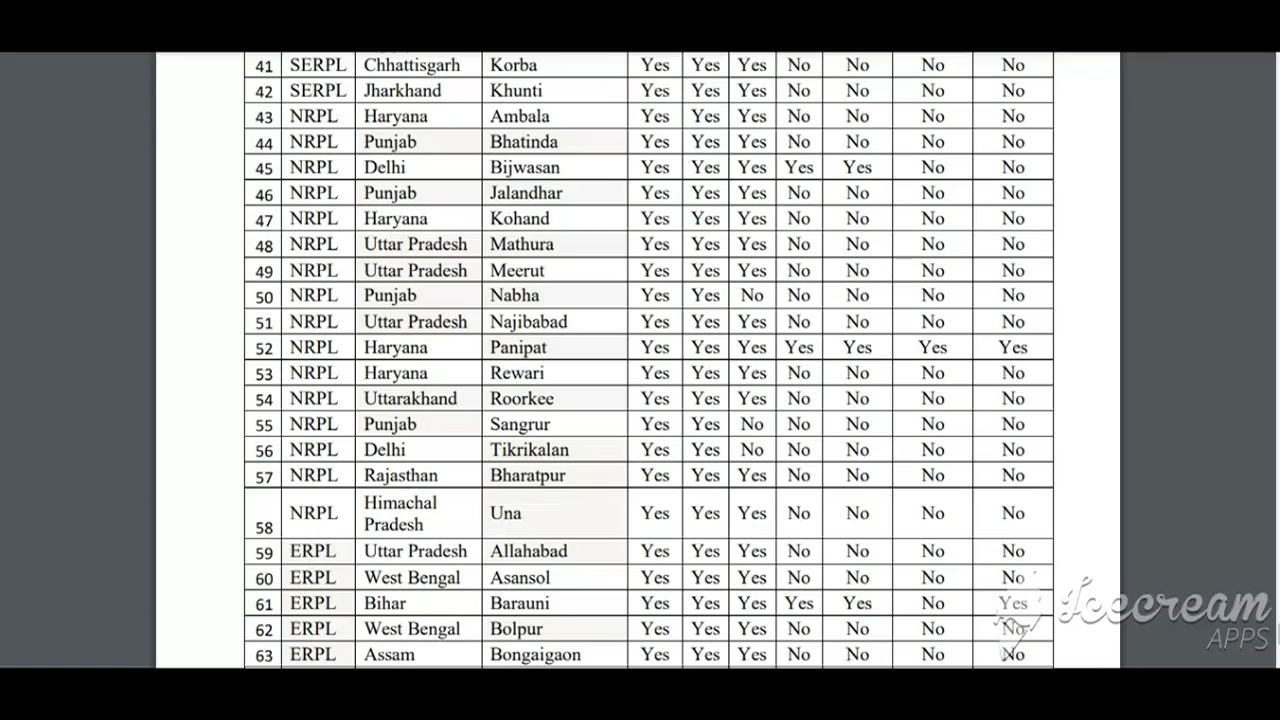 41 SERPL Chhattisgarh Korba Yes Yes Yes No No No No
42 SERPL Jharkhand Khunti Yes Yes Yes No No No No
43 NRPL Haryana Ambala Yes Yes Yes No No No No
44 NRPL Punjab Bhatinda Yes Yes Yes No No No No
45 NRPL Delhi Bijwasan Yes Yes Yes Yes Yes No No
46 NRPL Punjab Jalandhar Yes Yes Yes No No No No
47 NRPL Haryana Kohand Yes Yes Yes No No No No
48 NRPL Uttar Pradesh Mathura Yes Yes Yes No No No No
49 NRPL Uttar Pradesh Meerut Yes Yes Yes No No No No
50 NRPL Punjab Nabha Yes Yes No No No No No
51 NRPL Uttar Pradesh Najibabad Yes Yes Yes No No No No
52 NRPL Haryana Panipat Yes Yes Yes Yes Yes Yes Yes
53 NRPL Haryana Rewari Yes Yes Yes No No No No
54 NRPL Uttarakhand Roorkee Yes Yes Yes No No No No
55 NRPL Punjab Sangrur Yes Yes No No No No No
56 NRPL Delhi Tikrikalan Yes Yes No No No No No
57 NRPL Rajasthan Bharatpur Yes Yes Yes No No No No
58 NRPL Himachal
Pradesh Una Yes Yes Yes No No No No
59 ERPL Uttar Pradesh Allahabad Yes Yes Yes No No No No
60 ERPL West Bengal Asansol Yes Yes Yes No No No No
61 ERPL Bihar Barauni Yes Yes Yes Yes Yes No Yes
62 ERPL West Bengal Bolpur Yes Yes Yes No No No No
63 ERPL Assam Bongaigaon Yes Yes Yes No No No No
Icecream
APPS